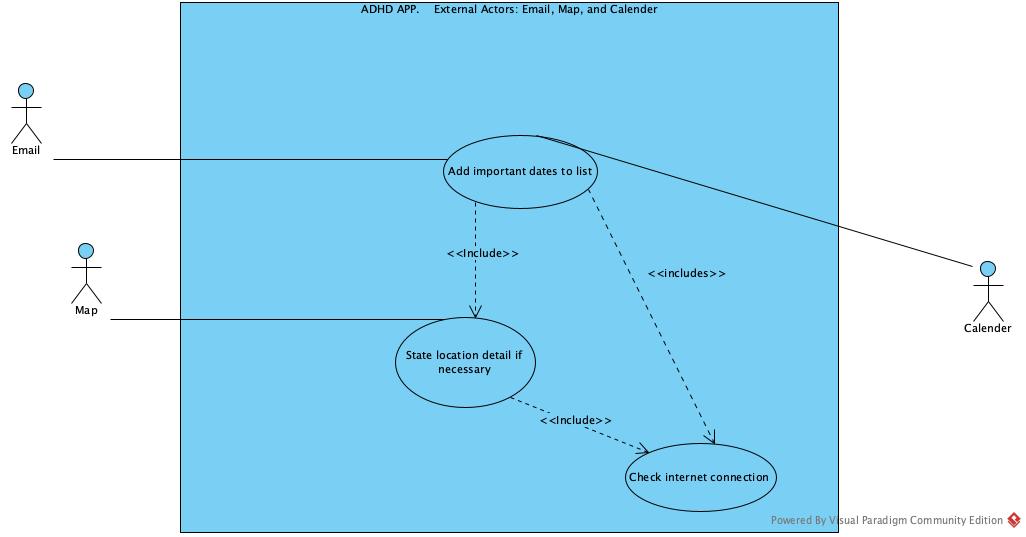 ADHD APP. External Actors: Email, Map, and Calender
Email
Add important dates to list
<<Include>>
<<includes>>
Map
Calender
State location detail if
necessary
<<Include>>
Check internet connection
Powered By Visual Paradigm Community Edition